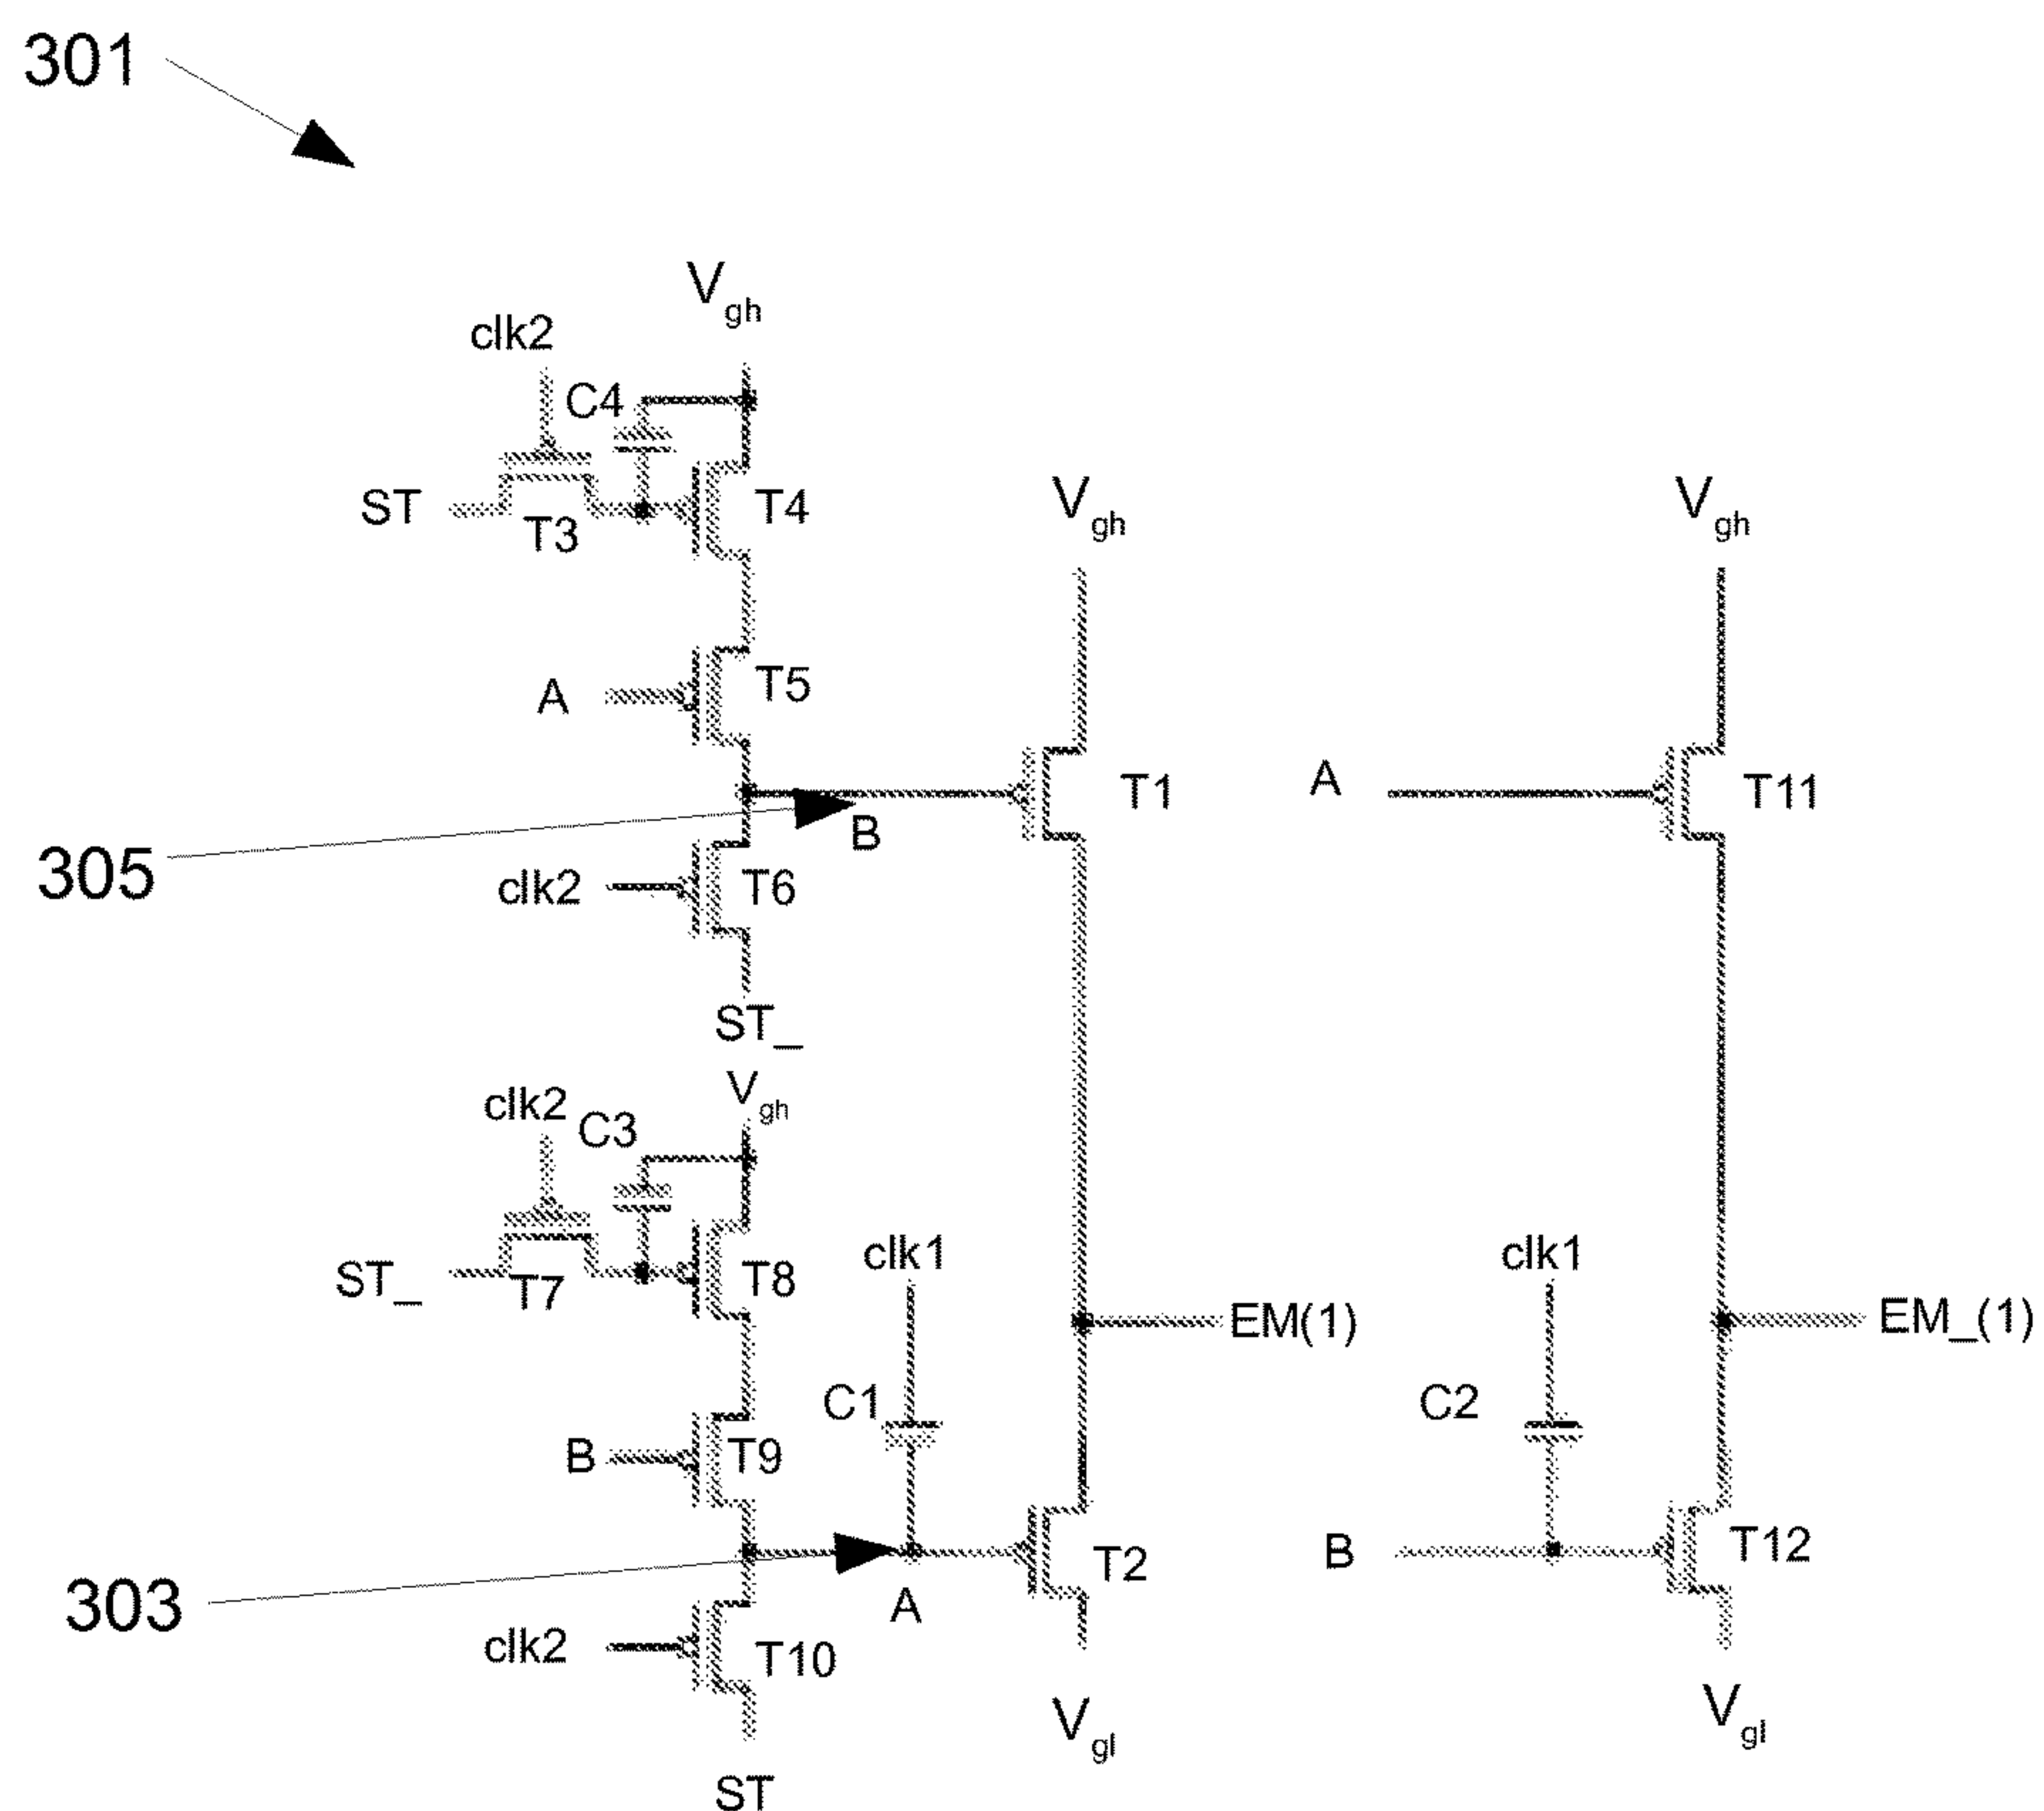 301
Vgh
clk2
C4
ST
T3
T4
Vgh
Vgh
A
T5
T1
A
T11
B
305
clk2
T6
ST_
Vgh
clk2
C3
ST_
T7
T8
clk1
clk1
EM(1)
EM_(1)
C1
C2
B
T9
T2
B
T12
A
303
clk2
T10
Vgl
Vgl
ST